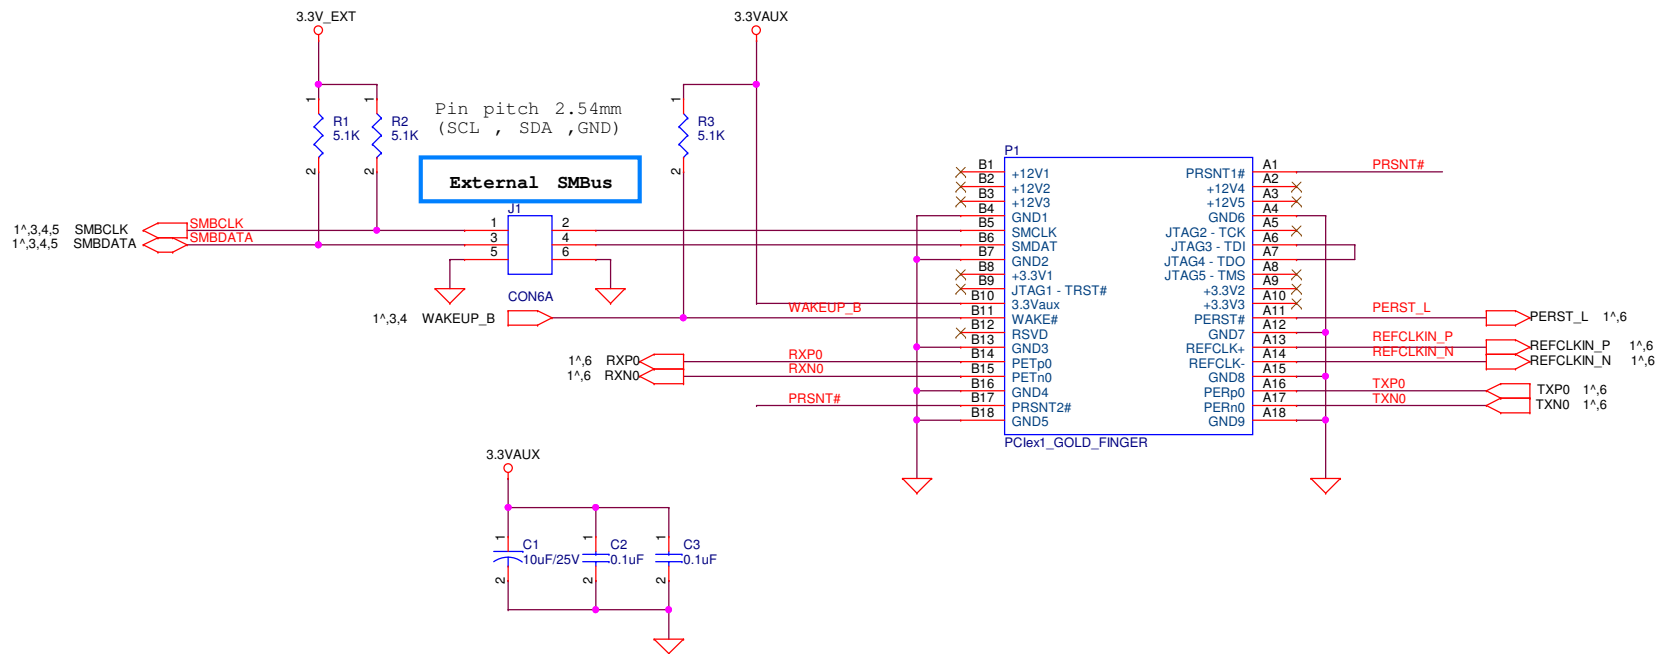 3.3V_EXT
3.3VAUX
1
1
1
R1
5.1K
R2
5.1K
R3
5.1K
2
2
2
Pin pitch 2.54mm
(SCL , SDA ,GND)
External SMBus
J1
1 2
3 4
5 6
CON6A
1^,3,4,5 SMBCLK SMBCLK
1^,3,4,5 SMBDATA SMBDATA
1^,3,4 WAKEUP_B WAKEUP_B
1^,6 RXP0 RXP0
1^,6 RXN0 RXN0
PRSNT#
P1
B1 +12V1 PRSNT1# A1 PRSNT#
B2 +12V2 +12V4 A2
B3 +12V3 +12V5 A3
B4 GND1 GND6 A4
B5 SMCLK JTAG2 - TCK A5
B6 SMDAT JTAG3 - TDI A6
B7 GND2 JTAG4 - TDO A7
B8 +3.3V1 JTAG5 - TMS A8
B9 JTAG1 - TRST# +3.3V2 A9
B10 3.3Vaux +3.3V3 A10
B11 WAKE# PERST# A11 PERST_L PERST_L 1^,6
B12 RSVD GND7 A12
B13 GND3 REFCLK+ A13 REFCLKIN_P REFCLKIN_P 1^,6
B14 PETp0 REFCLK- A14 REFCLKIN_N REFCLKIN_N 1^,6
B15 PETn0 GND8 A15
B16 GND4 PERp0 A16 TXP0 TXP0 1^,6
B17 PRSNT2# PERn0 A17 TXN0 TXN0 1^,6
B18 GND5 GND9 A18
PCIex1_GOLD_FINGER
3.3VAUX
1
1
1
C1
10uF/25V
C2
0.1uF
C3
0.1uF
2
2
2